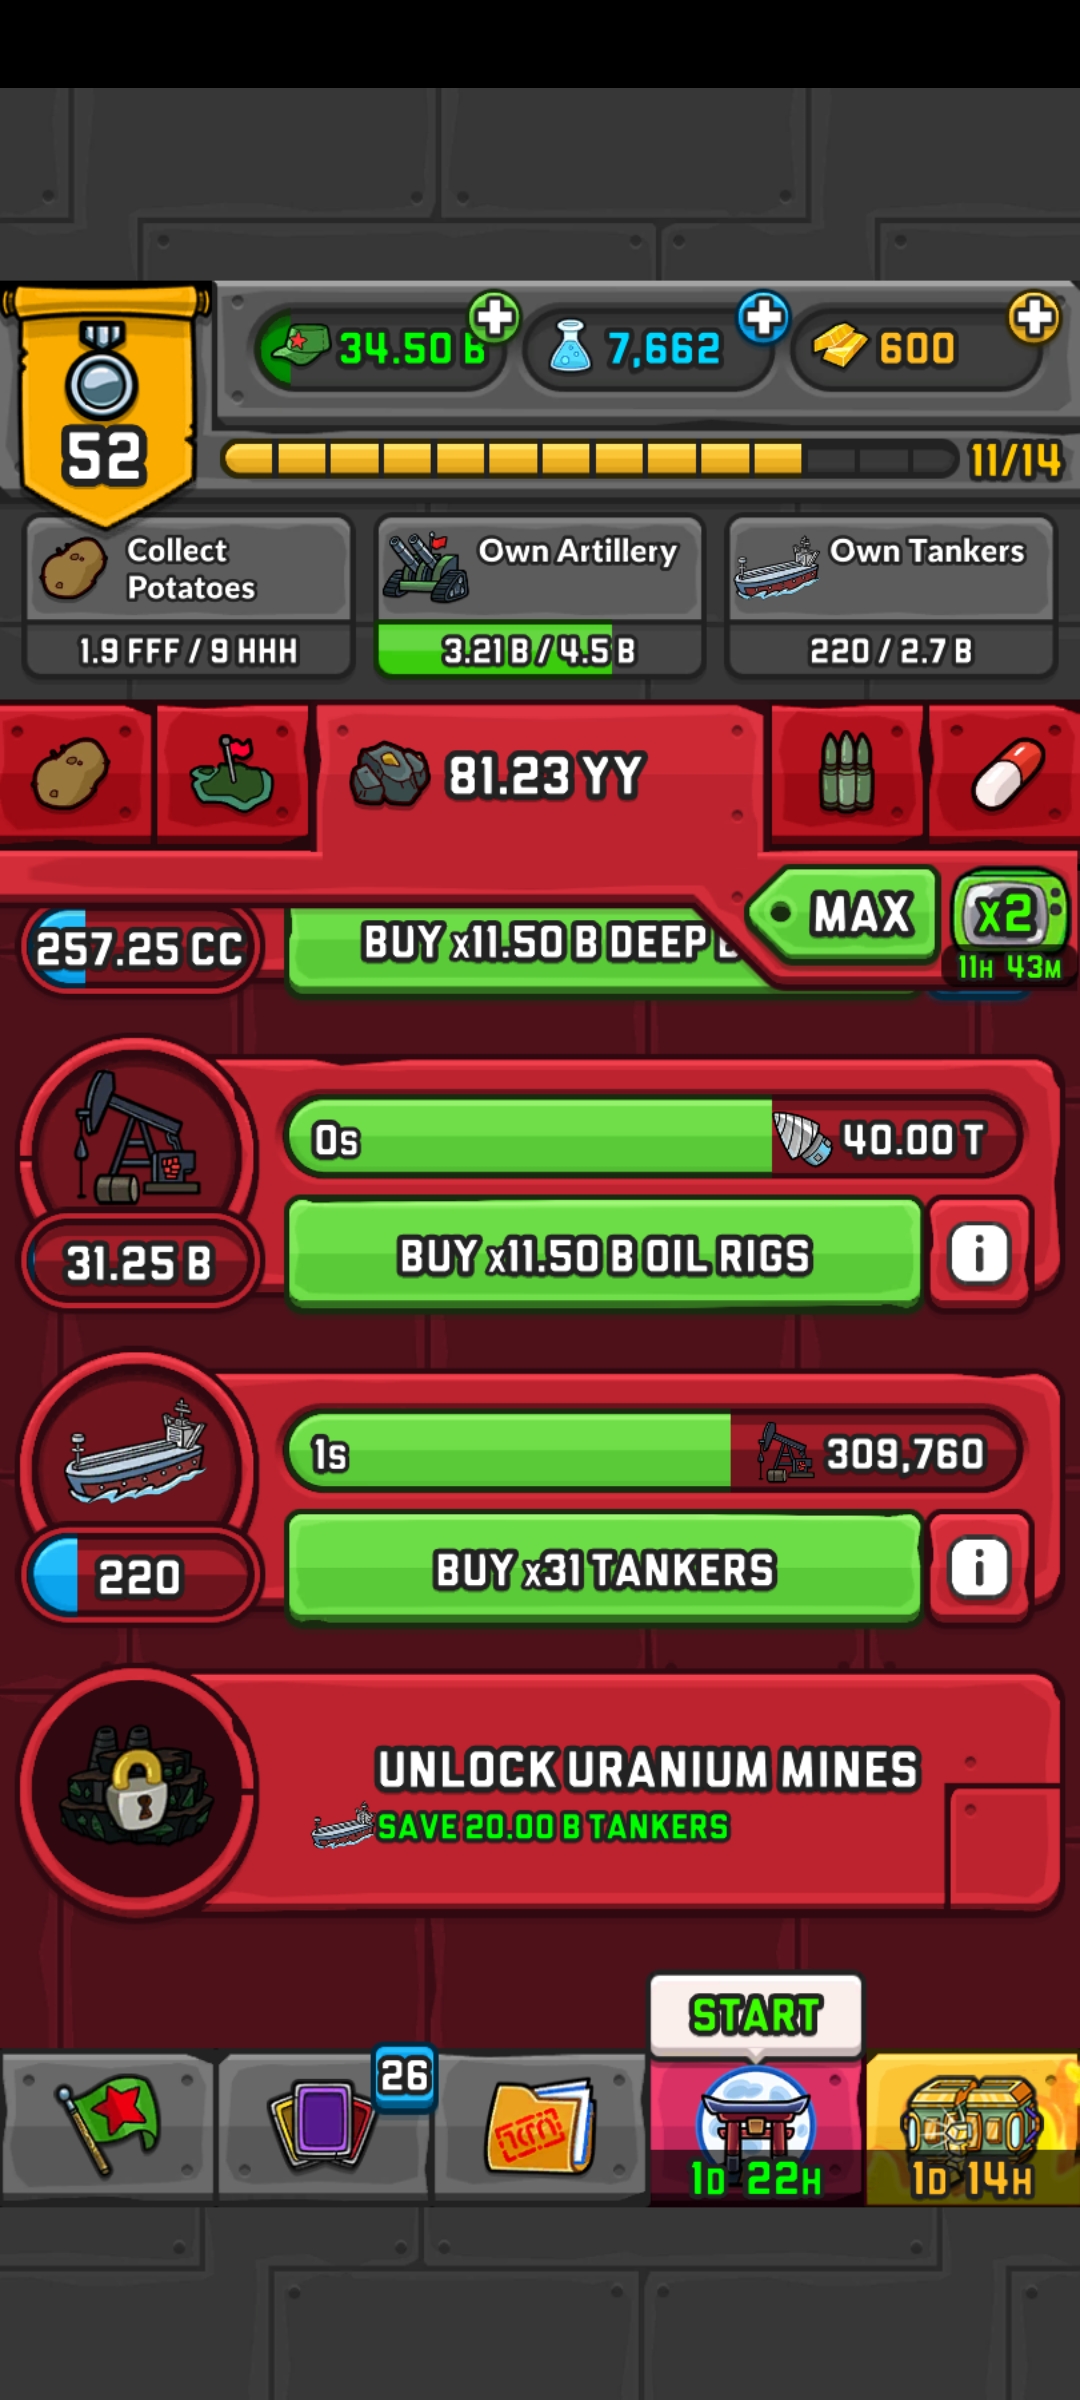 34.50 B
7,662
600
52
11/14
Collect
Potatoes
Own Artillery
Own Tankers
1.9 FFF / 9 HHH
3.21 B / 4.5 B
220 / 2.7 B
81.23 YY
MAX
x2
11H 43M
257.25 CC
BUY x11.50 B DEEP
0s
40.00 T
31.25 B
BUY x11.50 B OIL RIGS
i
1s
309,760
220
BUY x31 TANKERS
i
UNLOCK URANIUM MINES
SAVE 20.00 B TANKERS
START
26
1D 22H
1D 14H